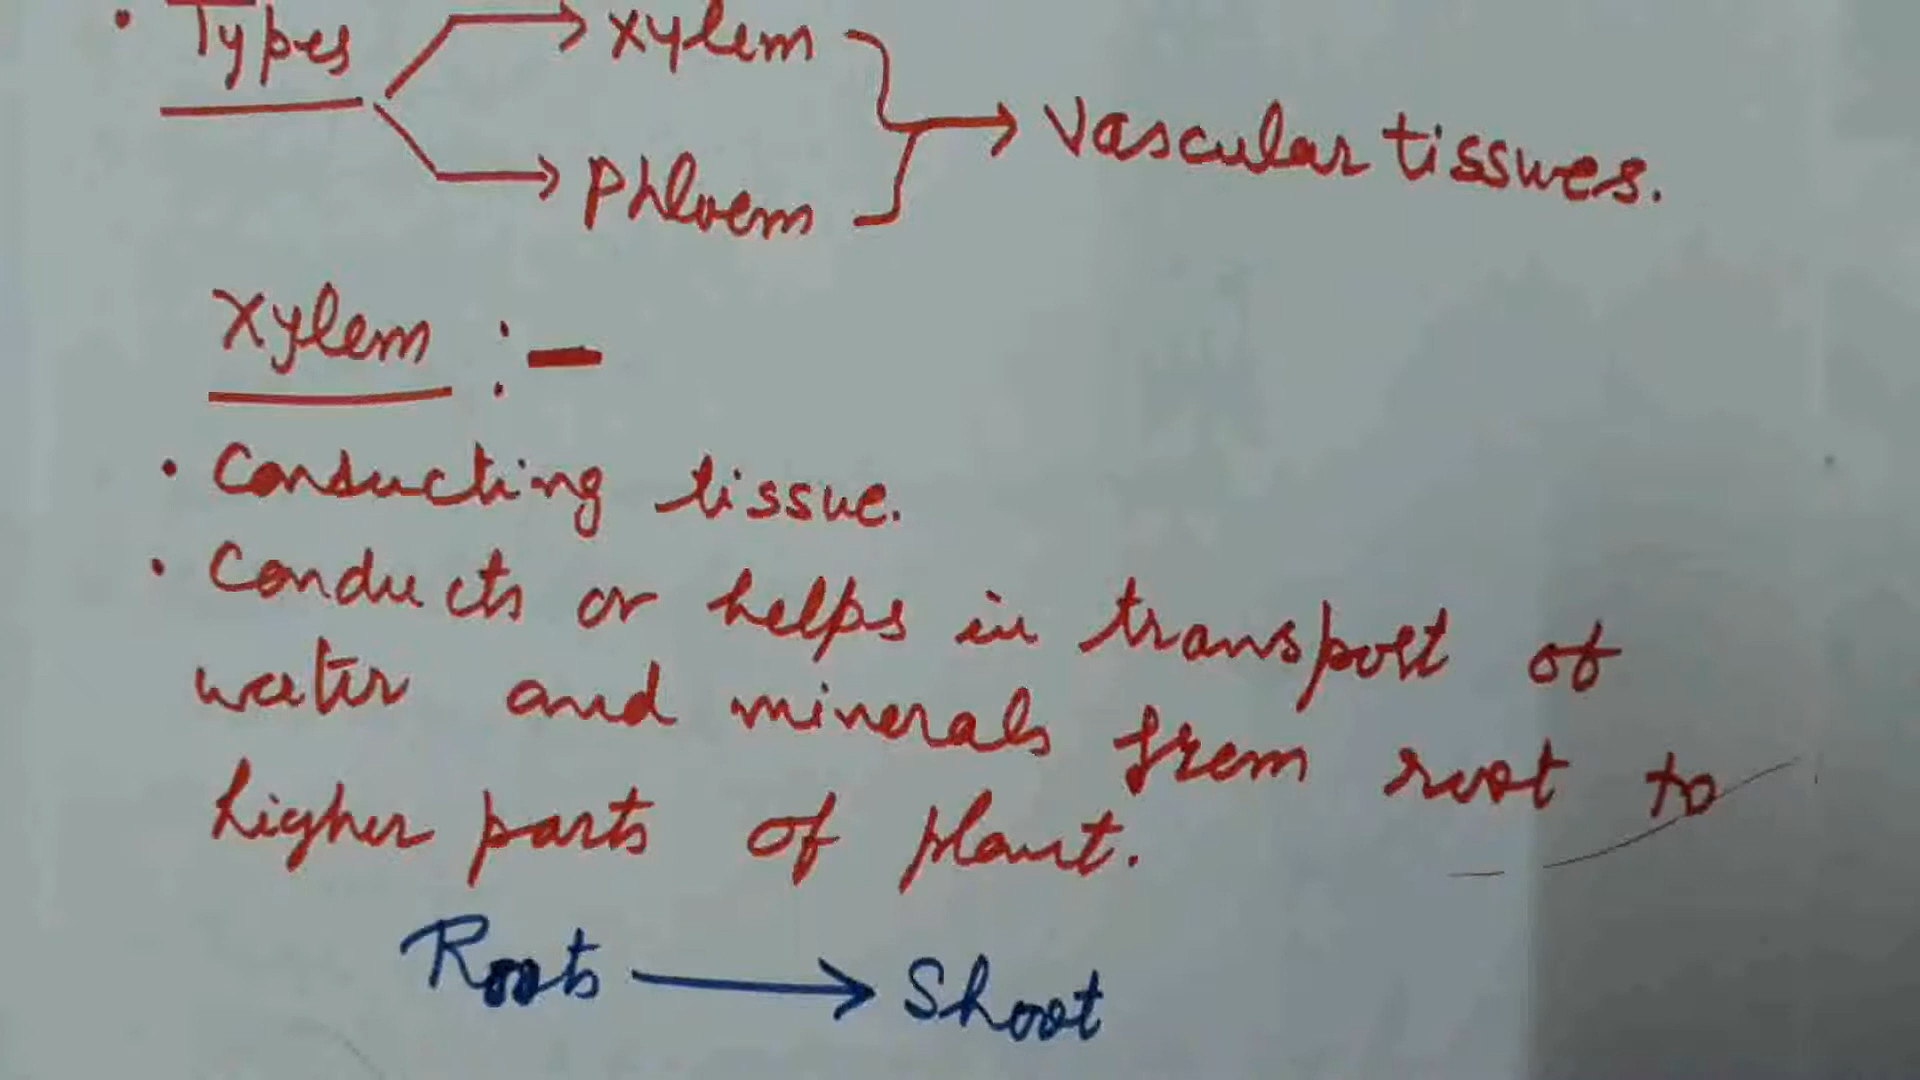 • Types → Xylem
→ Phloem
→ Vascular tissues.
Xylem :-
• Conducting tissue.
• Conducts or helps in transport of
water and minerals from root to
higher parts of plant.
Roots → Shoot